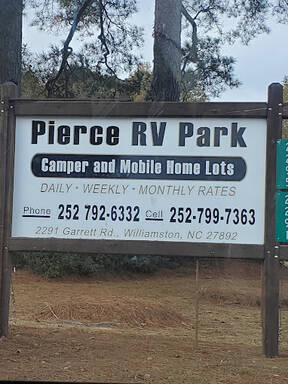 Pierce RV Park
Camper and Mobile Home Lots
DAILY - WEEKLY - MONTHLY RATES
Phone 252 792-6332 Cell 252-799-7363
2291 Garrett Rd., Williamston, NC 27892